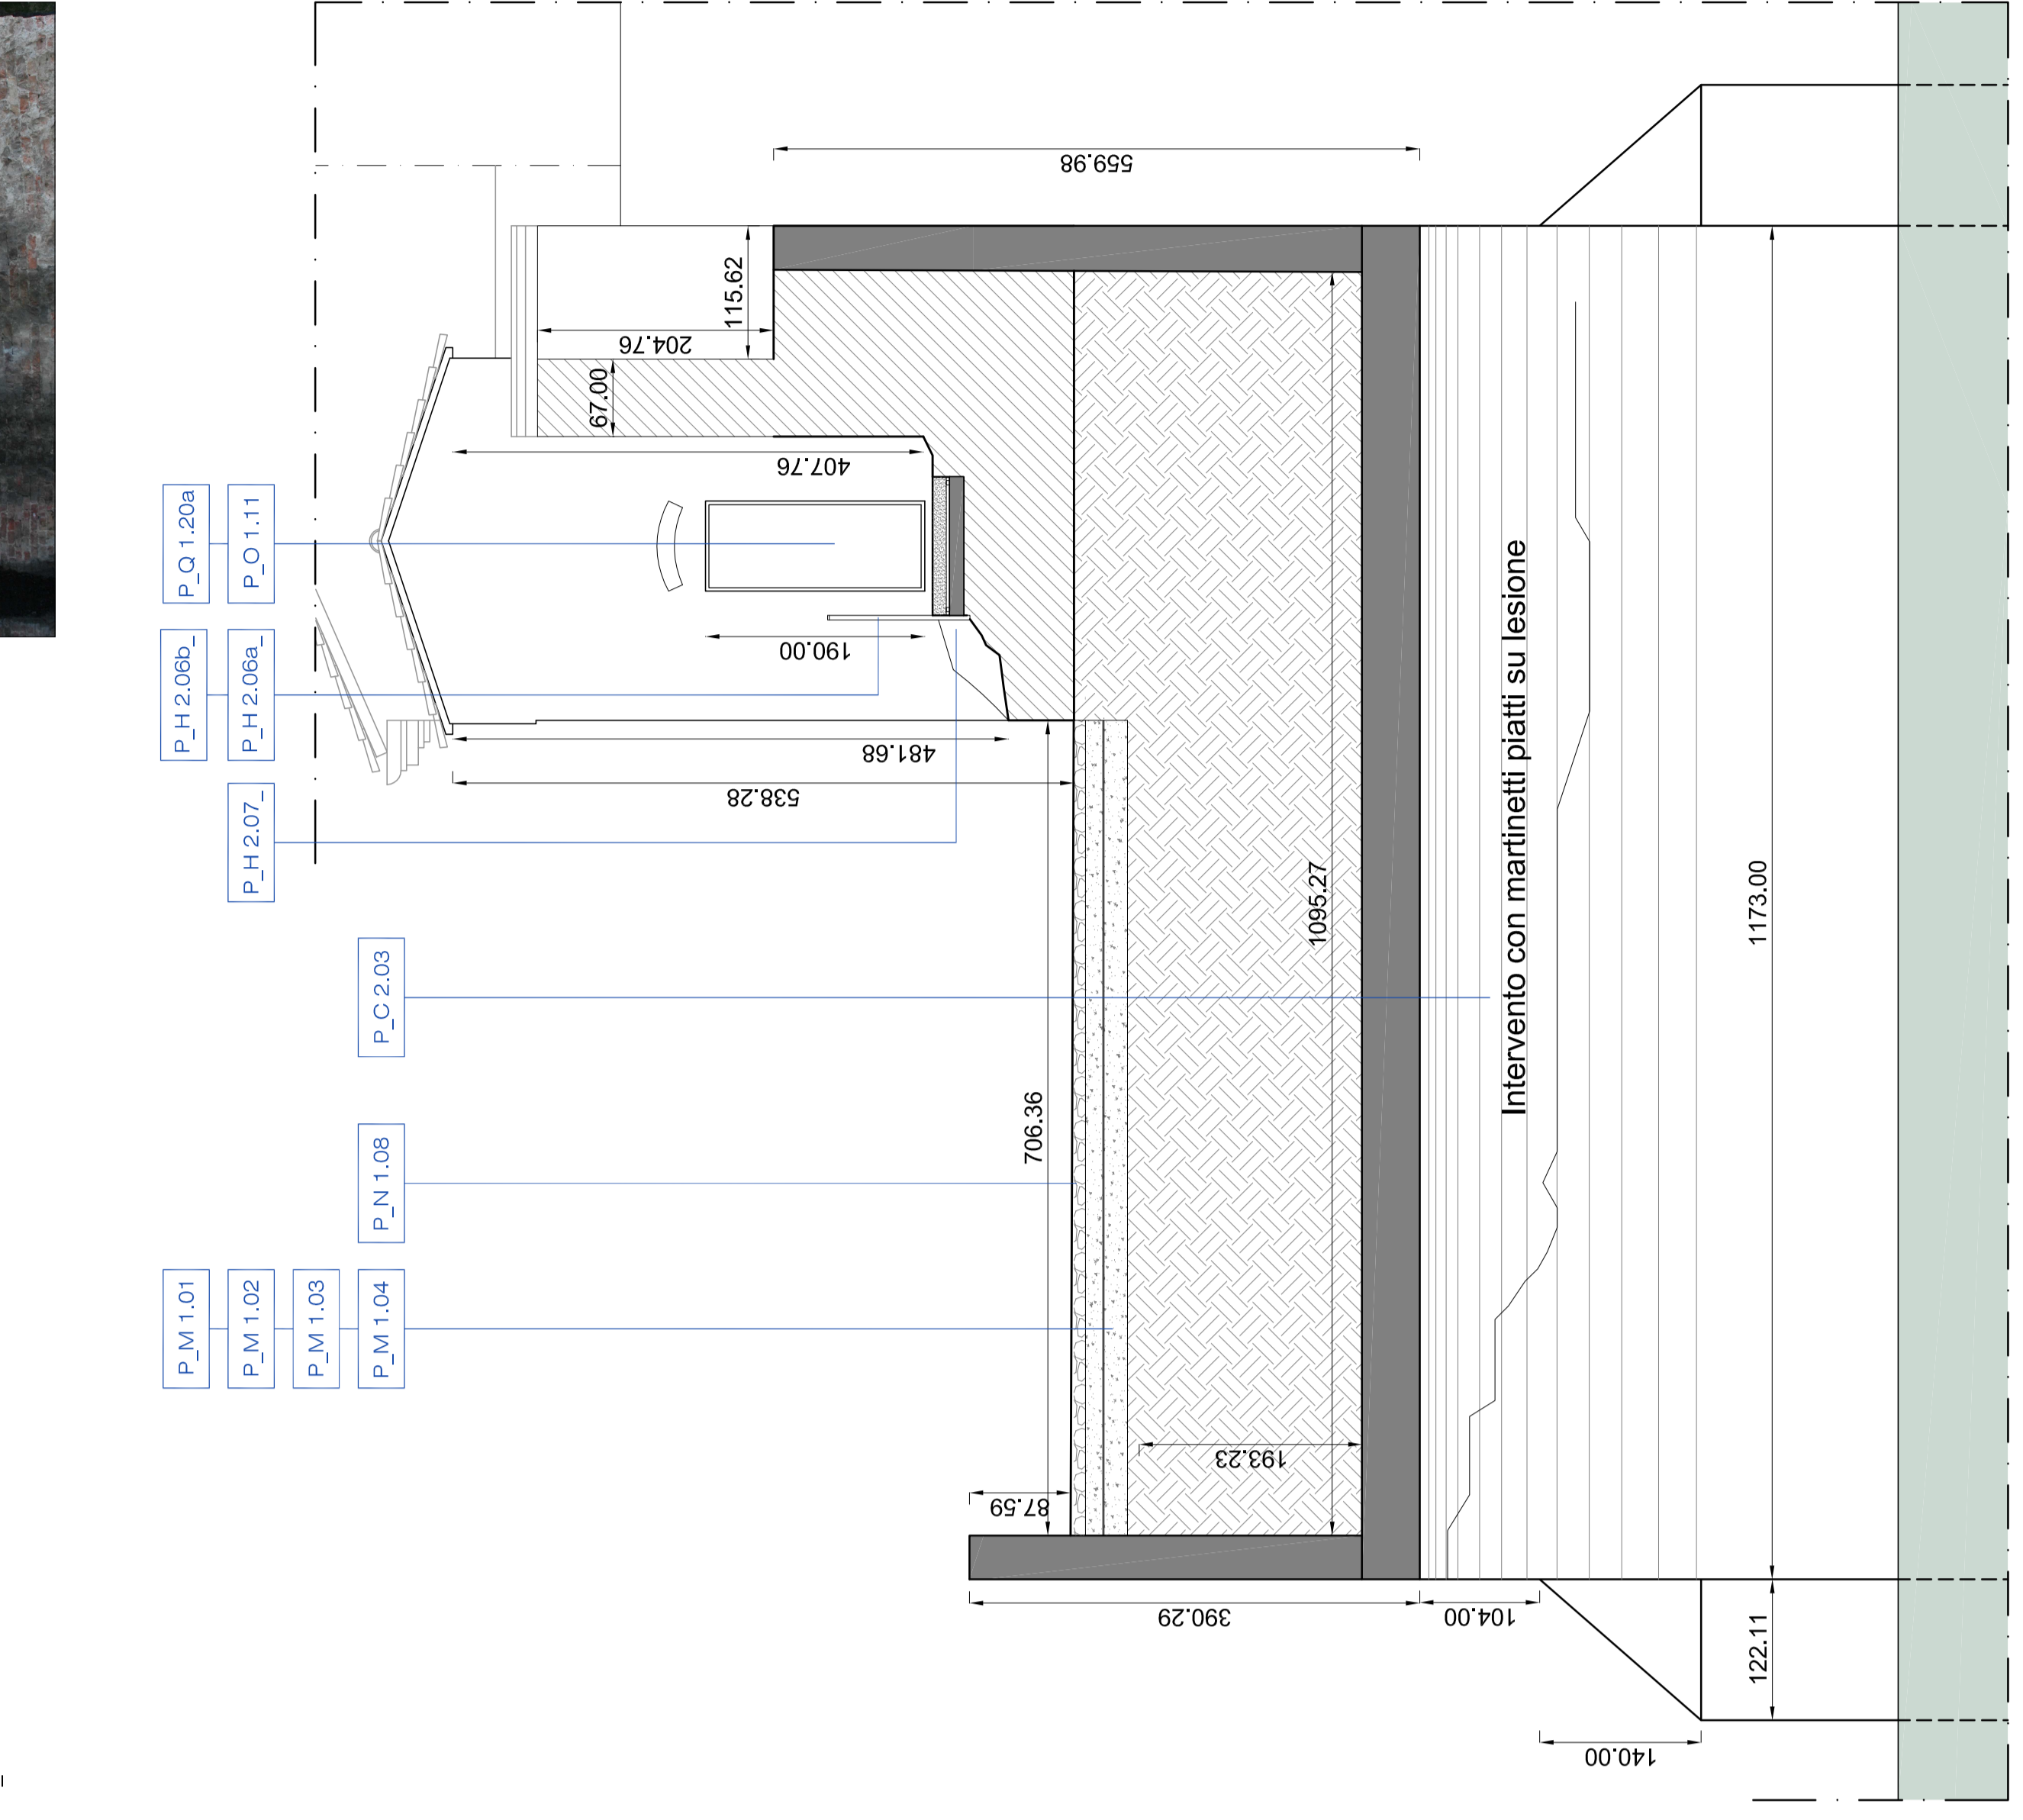 P_Q 1.20a
P_O 1.11
P_H 2.06b_
P_H 2.06a_
P_H 2.07_
P_C 2.03
P_N 1.08
P_M 1.01
P_M 1.02
P_M 1.03
P_M 1.04
559.98
115.62
204.76
67.00
407.76
190.00
481.68
538.28
706.36
1095.27
193.23
87.59
390.29
104.00
Intervento con martinetti piatti su lesione
1173.00
122.11
140.00